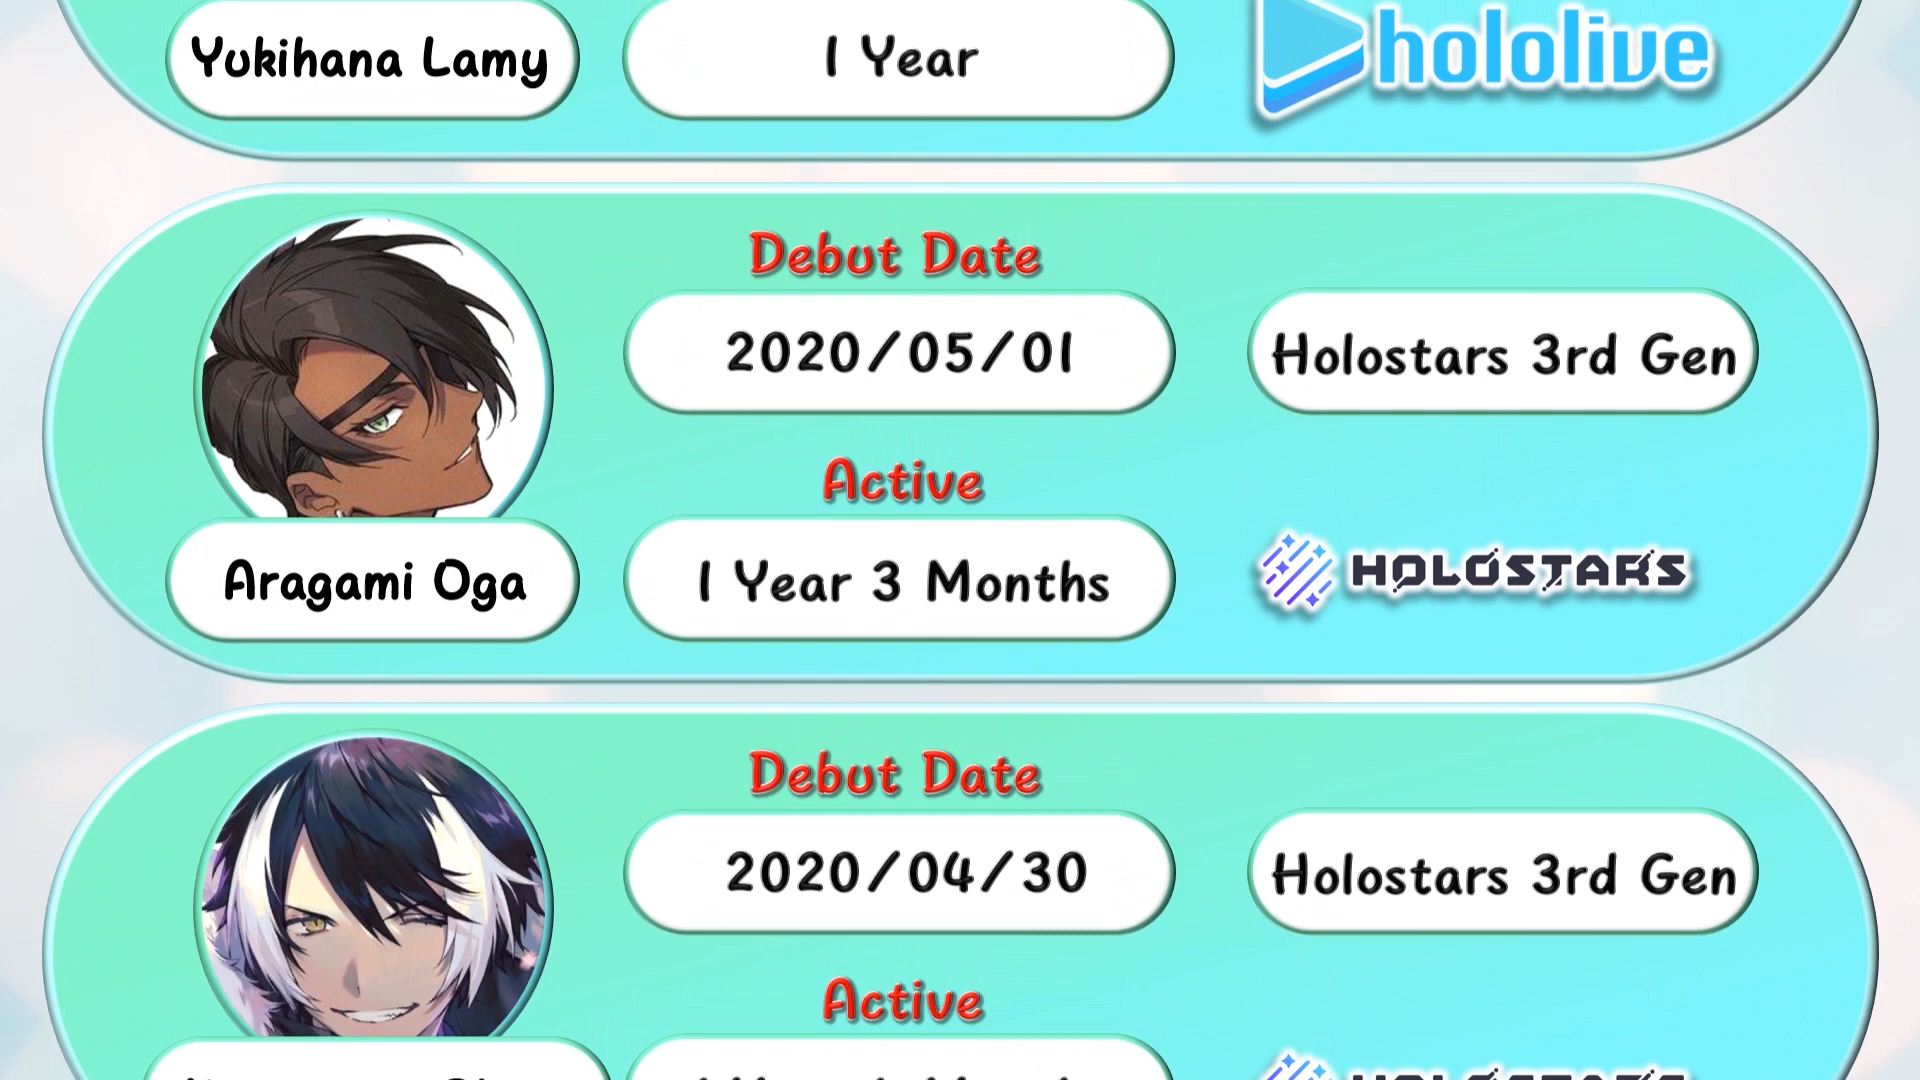 Yukihana Lamy
1 Year
hololive
Debut Date
2020/05/01
Holostars 3rd Gen
Active
Aragami Oga
1 Year 3 Months
HOLOSTARS
Debut Date
2020/04/30
Holostars 3rd Gen
Active